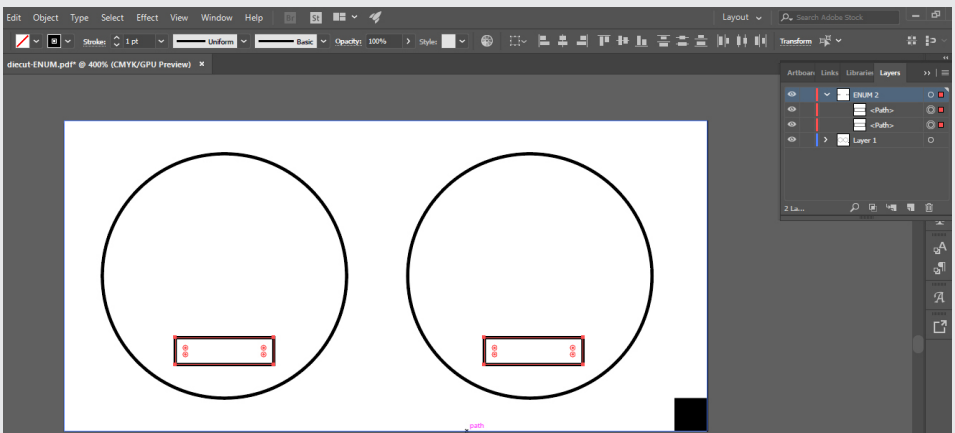 Edit Object Type Select Effect View Window Help Br St Layout Search Adobe Stock
Stroke: 1 pt Uniform Basic Opacity: 100% Style: Transform
diecut-ENUM.pdf* @ 400% (CMYK/GPU Preview) ×
Artboar Links Librarie Layers
ENUM 2
<Path>
<Path>
Layer 1
2 La...
path